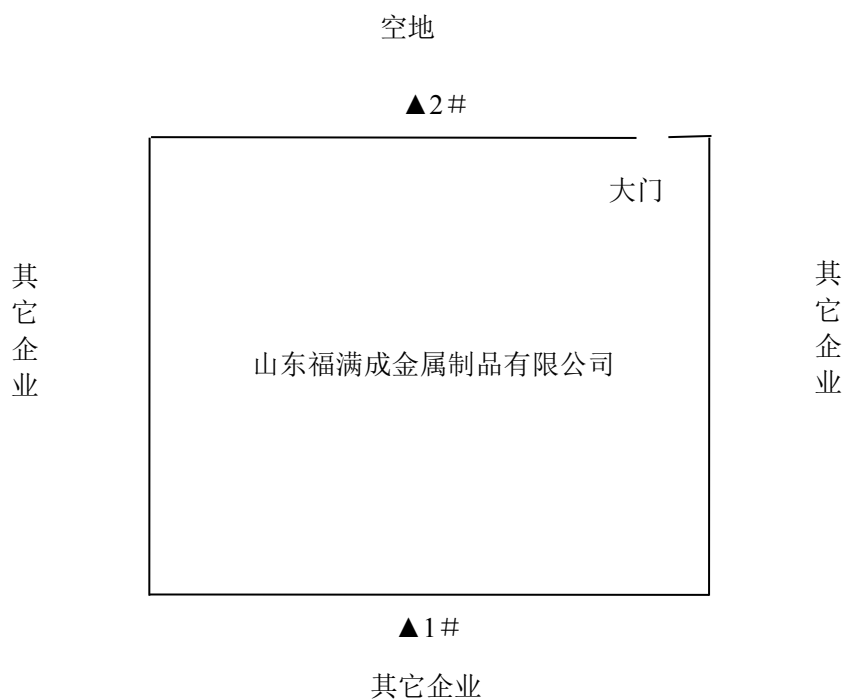 空地
▲2＃
大门
其它企业
其它企业
山东福满成金属制品有限公司
▲1＃
其它企业